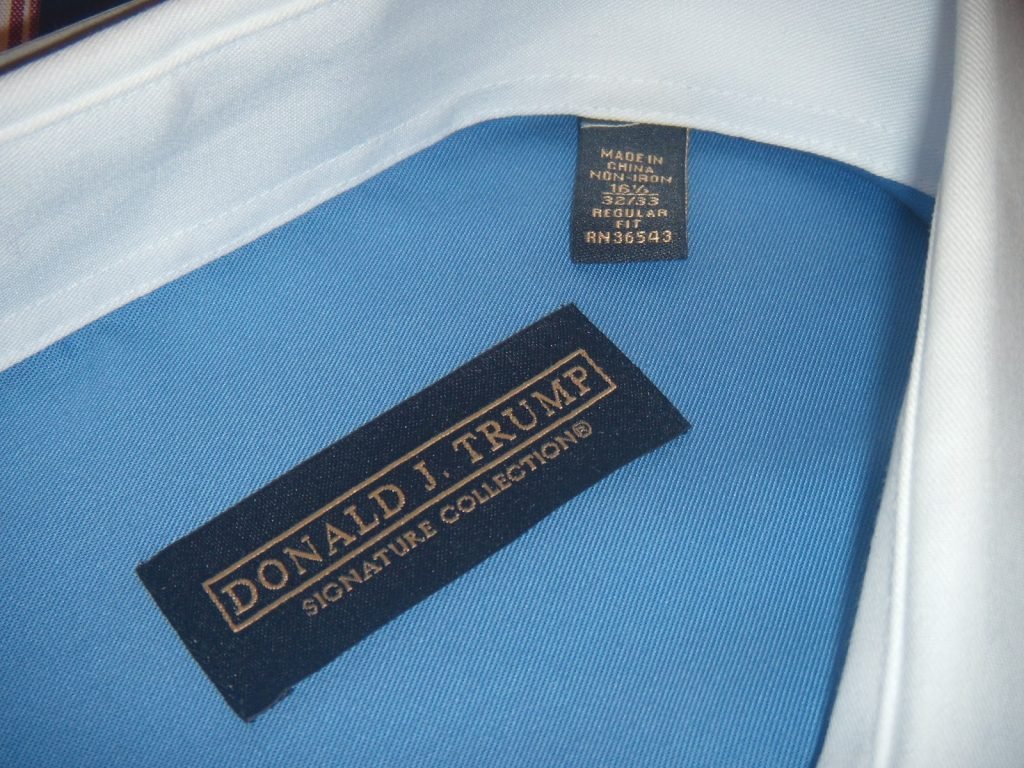 MADE IN
CHINA
NON-IRON
16½
32/33
REGULAR
FIT
RN36543
DONALD J. TRUMP
SIGNATURE COLLECTION®